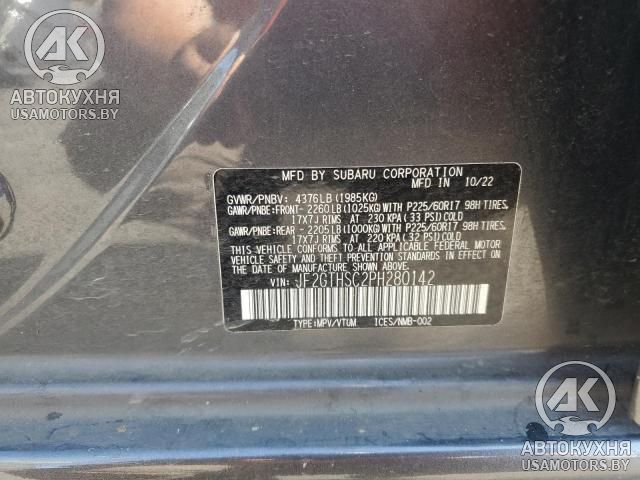 AK
АВТОКУХНЯ
USAMOTORS.BY
MFD BY SUBARU CORPORATION
MFD IN 10/22
GVWR/PNBV: 4376LB (1985KG)
GAWR/PNBE:FRONT- 2260LB (1025KG)WITH P225/60R17 98H TIRES,
17X7J RIMS AT 230 KPA (33 PSI) COLD
GAWR/PNBE:REAR - 2205LB (1000KG)WITH P225/60R17 98H TIRES,
17X7J RIMS AT 220 KPA (32 PSI) COLD
THIS VEHICLE CONFORMS TO ALL APPLICABLE FEDERAL MOTOR
VEHICLE SAFETY, BUMPER, AND THEFT PREVENTION
STANDARDS IN EFFECT ON THE DATE OF MANUFACTURE
SHOWN ABOVE.
VIN: JF2GTHSC2PH280142
TYPE:MPV/VTUM ICES/NMB-002
AK
АВТОКУХНЯ
USAMOTORS.BY